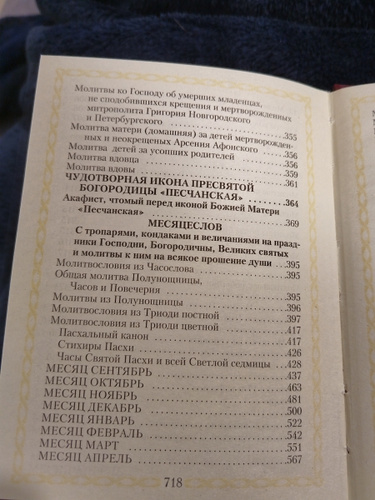 Молитвы ко Господу об умерших младенцах,
не сподобившихся крещения и мертворожденных
митрополита Григория Новгородского
и Петербургского ........................355
Молитва матери (домашняя) за детей мертворожден-
ных и неокрещеных Арсения Афонского ....356
Молитва детей за усопших родителей .......356
Молитва вдовца ........................359
Молитва вдовы ........................361
ЧУДОТВОРНАЯ ИКОНА ПРЕСВЯТОЙ
БОГОРОДИЦЫ «ПЕСЧАНСКАЯ» .......364
Акафист, чтомый перед иконой Божией Матери
«Песчанская» ........................369
МЕСЯЦЕСЛОВ
С тропарями, кондаками и величаниями на празд-
ники Господни, Богородичны, Великих святых
и молитвы к ним на всякое прошение души ...395
Молитвословия из Часослова ...............395
Общая молитва Полунощницы,
Часов и Повечерия .....................395
Молитвы из Полунощницы .................396
Молитвословия из Триоди постной ..........397
Молитвословия из Триоди цветной ..........417
Пасхальный канон ......................417
Стихиры Пасхи ........................426
Часы Святой Пасхи и всей Светлой седмицы ...428
МЕСЯЦ СЕНТЯБРЬ ......................437
МЕСЯЦ ОКТЯБРЬ ......................463
МЕСЯЦ НОЯБРЬ ......................481
МЕСЯЦ ДЕКАБРЬ ......................500
МЕСЯЦ ЯНВАРЬ ......................522
МЕСЯЦ ФЕВРАЛЬ ......................542
МЕСЯЦ МАРТ ......................551
МЕСЯЦ АПРЕЛЬ ......................567
718